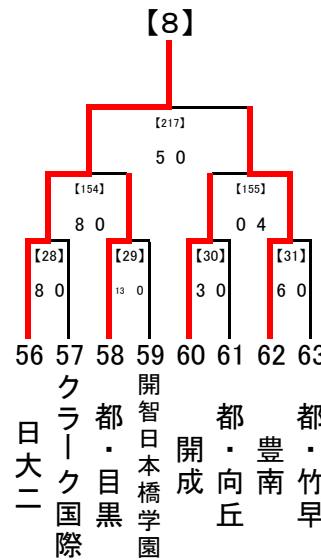 【8】
【217】
5 0
【154】 【155】
8 0 0 4
【28】 【29】 【30】 【31】
8 0 13 0 3 0 6 0
56 57 58 59 60 61 62 63
日大二
クラーク国際
都・目黒
開智日本橋学園
開成
都・向丘
豊南
都・竹早